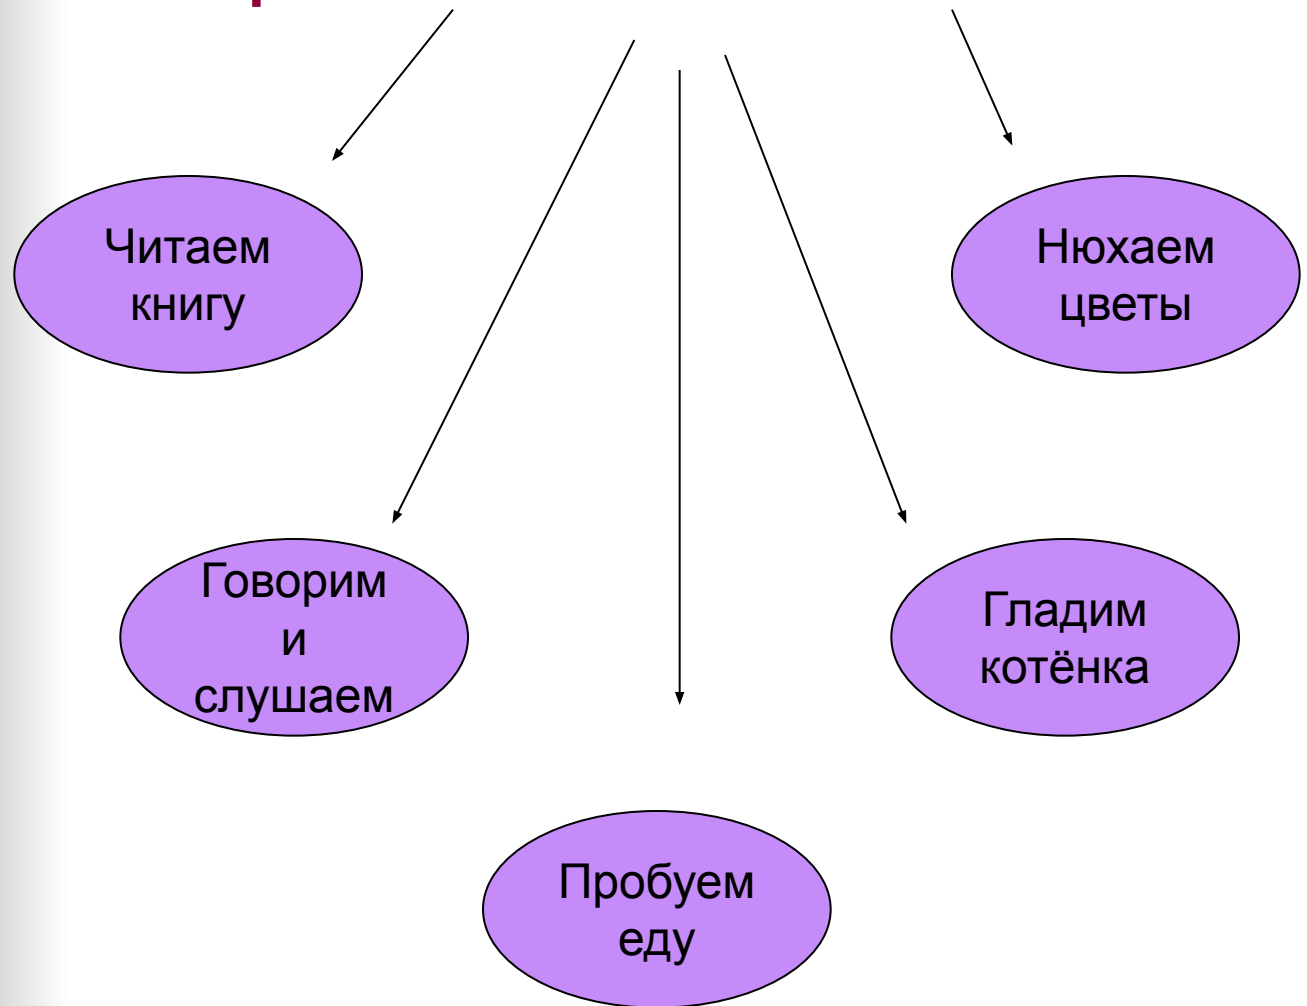 Читаем
книгу
Нюхаем
цветы
Говорим
и
слушаем
Гладим
котёнка
Пробуем
еду